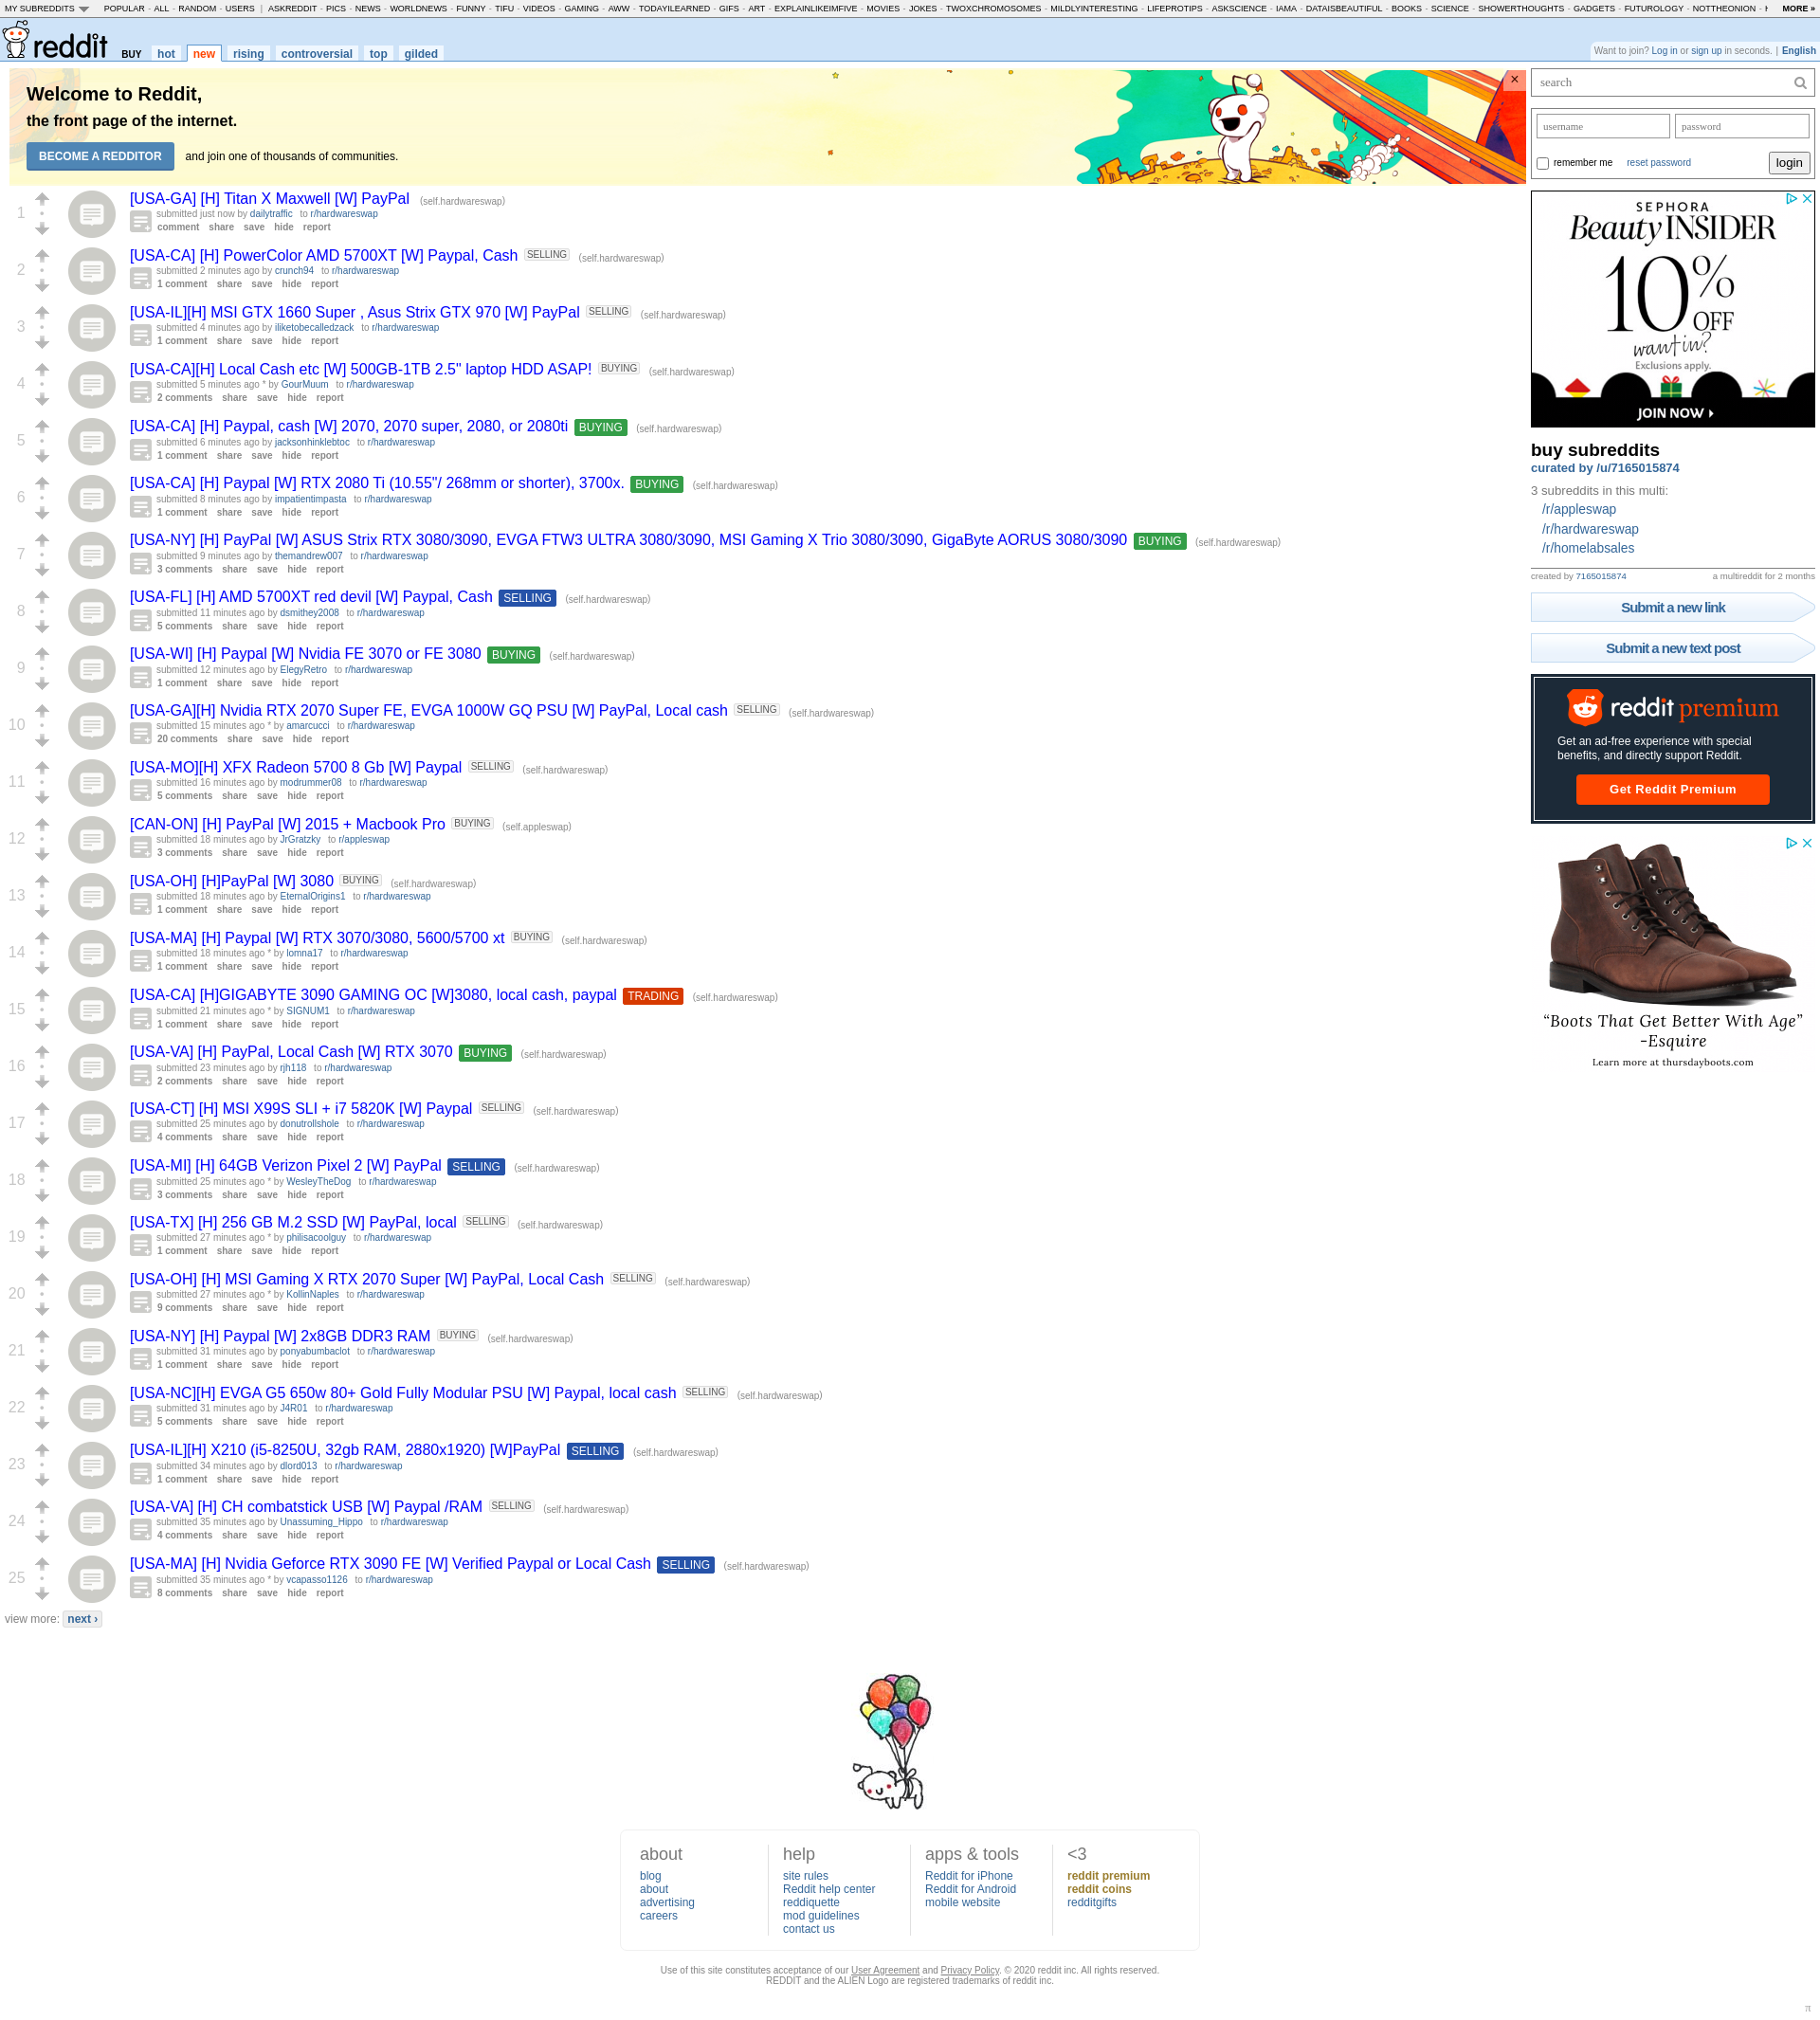 MY SUBREDDITS POPULAR - ALL - RANDOM - USERS | ASKREDDIT - PICS - NEWS - WORLDNEWS - FUNNY - TIFU - VIDEOS - GAMING - AWW - TODAYILEARNED - GIFS - ART - EXPLAINLIKEIMFIVE - MOVIES - JOKES - TWOXCHROMOSOMES - MILDLYINTERESTING - LIFEPROTIPS - ASKSCIENCE - IAMA - DATAISBEAUTIFUL - BOOKS - SCIENCE - SHOWERTHOUGHTS - GADGETS - FUTUROLOGY - NOTTHEONION - MORE »
reddit BUY hot new rising controversial top gilded
Want to join? Log in or sign up in seconds. | English
Welcome to Reddit,
the front page of the internet.
BECOME A REDDITOR and join one of thousands of communities.
1
[USA-GA] [H] Titan X Maxwell [W] PayPal (self.hardwareswap)
submitted just now by dailytraffic to r/hardwareswap
comment share save hide report
2
[USA-CA] [H] PowerColor AMD 5700XT [W] Paypal, Cash SELLING (self.hardwareswap)
submitted 2 minutes ago by crunch94 to r/hardwareswap
1 comment share save hide report
3
[USA-IL][H] MSI GTX 1660 Super , Asus Strix GTX 970 [W] PayPal SELLING (self.hardwareswap)
submitted 4 minutes ago by iliketobecalledzack to r/hardwareswap
1 comment share save hide report
4
[USA-CA][H] Local Cash etc [W] 500GB-1TB 2.5" laptop HDD ASAP! BUYING (self.hardwareswap)
submitted 5 minutes ago * by GourMuum to r/hardwareswap
2 comments share save hide report
5
[USA-CA] [H] Paypal, cash [W] 2070, 2070 super, 2080, or 2080ti BUYING (self.hardwareswap)
submitted 6 minutes ago by jacksonhinklebtoc to r/hardwareswap
1 comment share save hide report
6
[USA-CA] [H] Paypal [W] RTX 2080 Ti (10.55"/ 268mm or shorter), 3700x. BUYING (self.hardwareswap)
submitted 8 minutes ago by impatientimpasta to r/hardwareswap
1 comment share save hide report
7
[USA-NY] [H] PayPal [W] ASUS Strix RTX 3080/3090, EVGA FTW3 ULTRA 3080/3090, MSI Gaming X Trio 3080/3090, GigaByte AORUS 3080/3090 BUYING (self.hardwareswap)
submitted 9 minutes ago by themandrew007 to r/hardwareswap
3 comments share save hide report
8
[USA-FL] [H] AMD 5700XT red devil [W] Paypal, Cash SELLING (self.hardwareswap)
submitted 11 minutes ago by dsmithey2008 to r/hardwareswap
5 comments share save hide report
9
[USA-WI] [H] Paypal [W] Nvidia FE 3070 or FE 3080 BUYING (self.hardwareswap)
submitted 12 minutes ago by ElegyRetro to r/hardwareswap
1 comment share save hide report
10
[USA-GA][H] Nvidia RTX 2070 Super FE, EVGA 1000W GQ PSU [W] PayPal, Local cash SELLING (self.hardwareswap)
submitted 15 minutes ago * by amarcucci to r/hardwareswap
20 comments share save hide report
11
[USA-MO][H] XFX Radeon 5700 8 Gb [W] Paypal SELLING (self.hardwareswap)
submitted 16 minutes ago by modrummer08 to r/hardwareswap
5 comments share save hide report
12
[CAN-ON] [H] PayPal [W] 2015 + Macbook Pro BUYING (self.appleswap)
submitted 18 minutes ago by JrGratzky to r/appleswap
3 comments share save hide report
13
[USA-OH] [H]PayPal [W] 3080 BUYING (self.hardwareswap)
submitted 18 minutes ago by EternalOrigins1 to r/hardwareswap
1 comment share save hide report
14
[USA-MA] [H] Paypal [W] RTX 3070/3080, 5600/5700 xt BUYING (self.hardwareswap)
submitted 18 minutes ago * by lomna17 to r/hardwareswap
1 comment share save hide report
15
[USA-CA] [H]GIGABYTE 3090 GAMING OC [W]3080, local cash, paypal TRADING (self.hardwareswap)
submitted 21 minutes ago * by SIGNUM1 to r/hardwareswap
1 comment share save hide report
16
[USA-VA] [H] PayPal, Local Cash [W] RTX 3070 BUYING (self.hardwareswap)
submitted 23 minutes ago by rjh118 to r/hardwareswap
2 comments share save hide report
17
[USA-CT] [H] MSI X99S SLI + i7 5820K [W] Paypal SELLING (self.hardwareswap)
submitted 25 minutes ago by donutrollshole to r/hardwareswap
4 comments share save hide report
18
[USA-MI] [H] 64GB Verizon Pixel 2 [W] PayPal SELLING (self.hardwareswap)
submitted 25 minutes ago * by WesleyTheDog to r/hardwareswap
3 comments share save hide report
19
[USA-TX] [H] 256 GB M.2 SSD [W] PayPal, local SELLING (self.hardwareswap)
submitted 27 minutes ago * by philisacoolguy to r/hardwareswap
1 comment share save hide report
20
[USA-OH] [H] MSI Gaming X RTX 2070 Super [W] PayPal, Local Cash SELLING (self.hardwareswap)
submitted 27 minutes ago * by KollinNaples to r/hardwareswap
9 comments share save hide report
21
[USA-NY] [H] Paypal [W] 2x8GB DDR3 RAM BUYING (self.hardwareswap)
submitted 31 minutes ago by ponyabumbaclot to r/hardwareswap
1 comment share save hide report
22
[USA-NC][H] EVGA G5 650w 80+ Gold Fully Modular PSU [W] Paypal, local cash SELLING (self.hardwareswap)
submitted 31 minutes ago by J4R01 to r/hardwareswap
5 comments share save hide report
23
[USA-IL][H] X210 (i5-8250U, 32gb RAM, 2880x1920) [W]PayPal SELLING (self.hardwareswap)
submitted 34 minutes ago by dlord013 to r/hardwareswap
1 comment share save hide report
24
[USA-VA] [H] CH combatstick USB [W] Paypal /RAM SELLING (self.hardwareswap)
submitted 35 minutes ago by Unassuming_Hippo to r/hardwareswap
4 comments share save hide report
25
[USA-MA] [H] Nvidia Geforce RTX 3090 FE [W] Verified Paypal or Local Cash SELLING (self.hardwareswap)
submitted 35 minutes ago * by vcapasso1126 to r/hardwareswap
8 comments share save hide report
view more: next ›
search
username password
remember me reset password login
SEPHORA
Beauty INSIDER
10%
OFF
want in?
Exclusions apply.
JOIN NOW
buy subreddits
curated by /u/7165015874
3 subreddits in this multi:
/r/appleswap
/r/hardwareswap
/r/homelabsales
created by 7165015874 a multireddit for 2 months
Submit a new link
Submit a new text post
reddit premium
Get an ad-free experience with special
benefits, and directly support Reddit.
Get Reddit Premium
“Boots That Get Better With Age”
-Esquire
Learn more at thursdayboots.com
about
blog
about
advertising
careers
help
site rules
Reddit help center
reddiquette
mod guidelines
contact us
apps & tools
Reddit for iPhone
Reddit for Android
mobile website
<3
reddit premium
reddit coins
redditgifts
Use of this site constitutes acceptance of our User Agreement and Privacy Policy. © 2020 reddit inc. All rights reserved.
REDDIT and the ALIEN Logo are registered trademarks of reddit inc.
π